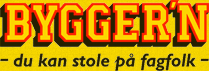 BYGGER'N
- du kan stole på fagfolk -